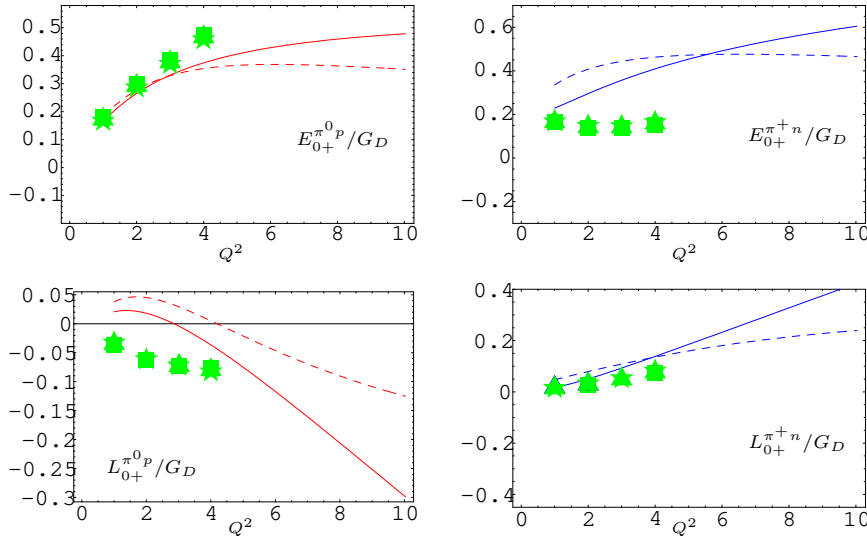 0.5
0.4
0.3
0.2
0.1
0
-0.1
E_{0+}^{π^0 p}/G_D
0 2 4 6 8 10
Q^2
0.6
0.4
0.2
0
-0.2
E_{0+}^{π^+ n}/G_D
0 2 4 6 8 10
Q^2
0.05
0
-0.05
-0.1
-0.15
-0.2
-0.25
-0.3
L_{0+}^{π^0 p}/G_D
0 2 4 6 8 10
Q^2
0.4
0.2
0
-0.2
-0.4
L_{0+}^{π^+ n}/G_D
0 2 4 6 8 10
Q^2